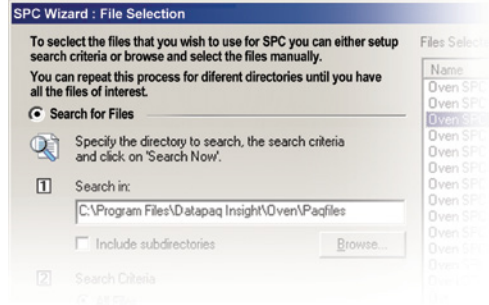 SPC Wizard : File Selection
To seclect the files that you wish to use for SPC you can either setup
search criteria or browse and select the files manually.
You can repeat this process for diferent directories until you have
all the files of interest.
Search for Files
Specify the directory to search, the search criteria
and click on 'Search Now'.
1 Search in:
C:\Program Files\Datapaq Insight\Oven\Paqfiles
Include subdirectories Browse...
2 Search Criteria
All Files
Files Selecte
Name
Oven SPC
Oven SPC
Oven SPC
Oven SPC
Oven SPC
Oven SPC
Oven SPC
Oven SPC
Oven SPC
Oven